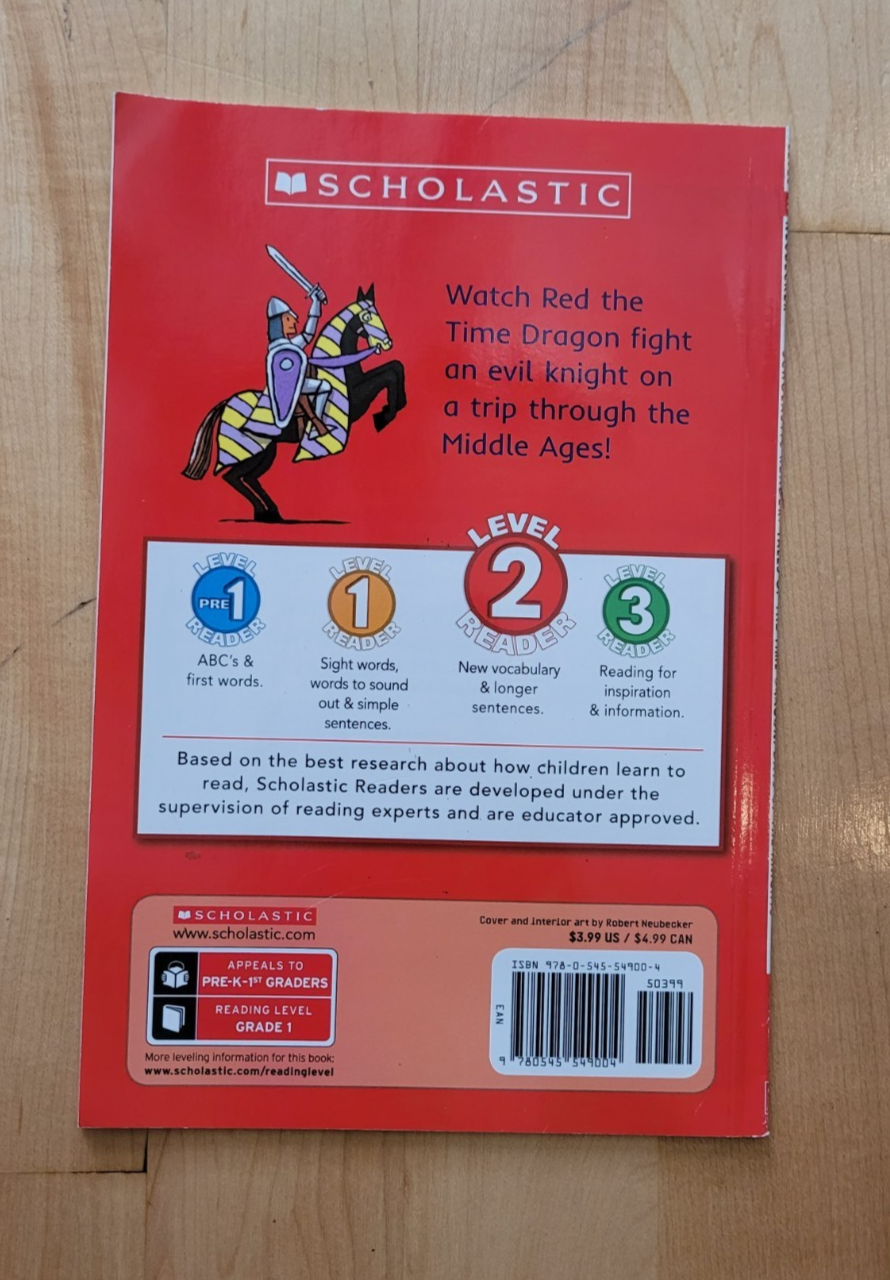 SCHOLASTIC
Watch Red the
Time Dragon fight
an evil knight on
a trip through the
Middle Ages!
LEVEL
PRE 1
READER
ABC's &
first words.
LEVEL
1
READER
Sight words,
words to sound
out & simple
sentences.
LEVEL
2
READER
New vocabulary
& longer
sentences.
LEVEL
3
READER
Reading for
inspiration
& information.
Based on the best research about how children learn to
read, Scholastic Readers are developed under the
supervision of reading experts and are educator approved.
SCHOLASTIC
www.scholastic.com
APPEALS TO
PRE-K-1ST GRADERS
READING LEVEL
GRADE 1
More leveling information for this book:
www.scholastic.com/readinglevel
Cover and interior art by Robert Neubecker
$3.99 US / $4.99 CAN
ISBN 978-0-545-54900-4
50399
EAN
9 780545 549004